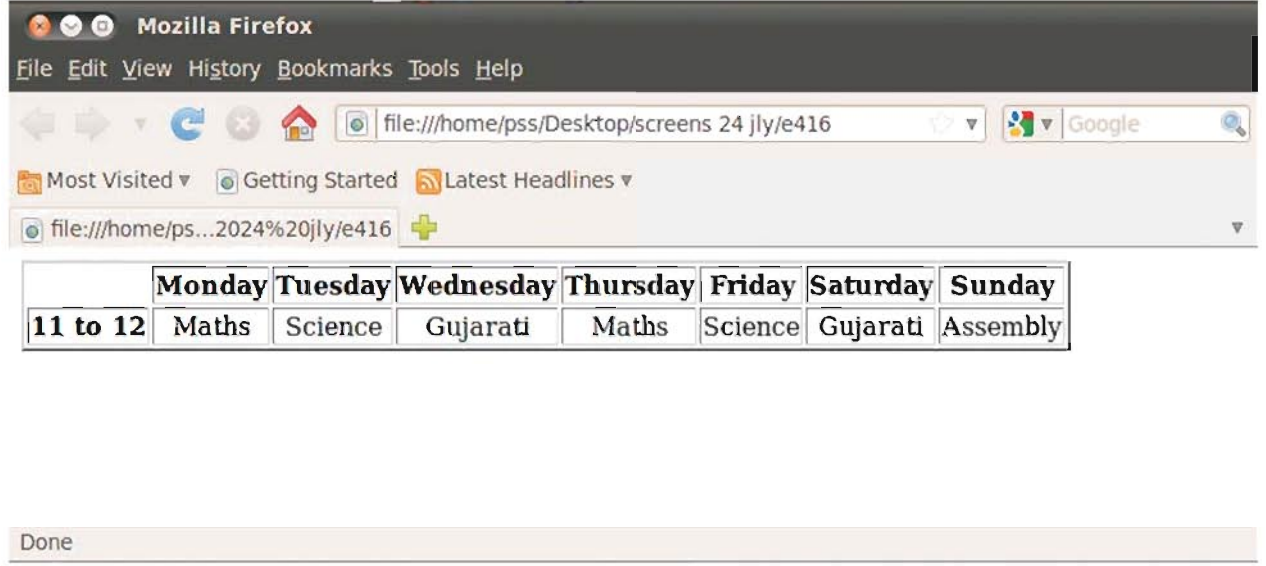 Mozilla Firefox
File Edit View History Bookmarks Tools Help
file:///home/pss/Desktop/screens 24 jly/e416 Google
Most Visited Getting Started Latest Headlines
file:///home/ps...2024%20jly/e416
Monday Tuesday Wednesday Thursday Friday Saturday Sunday
11 to 12 Maths Science Gujarati Maths Science Gujarati Assembly
Done